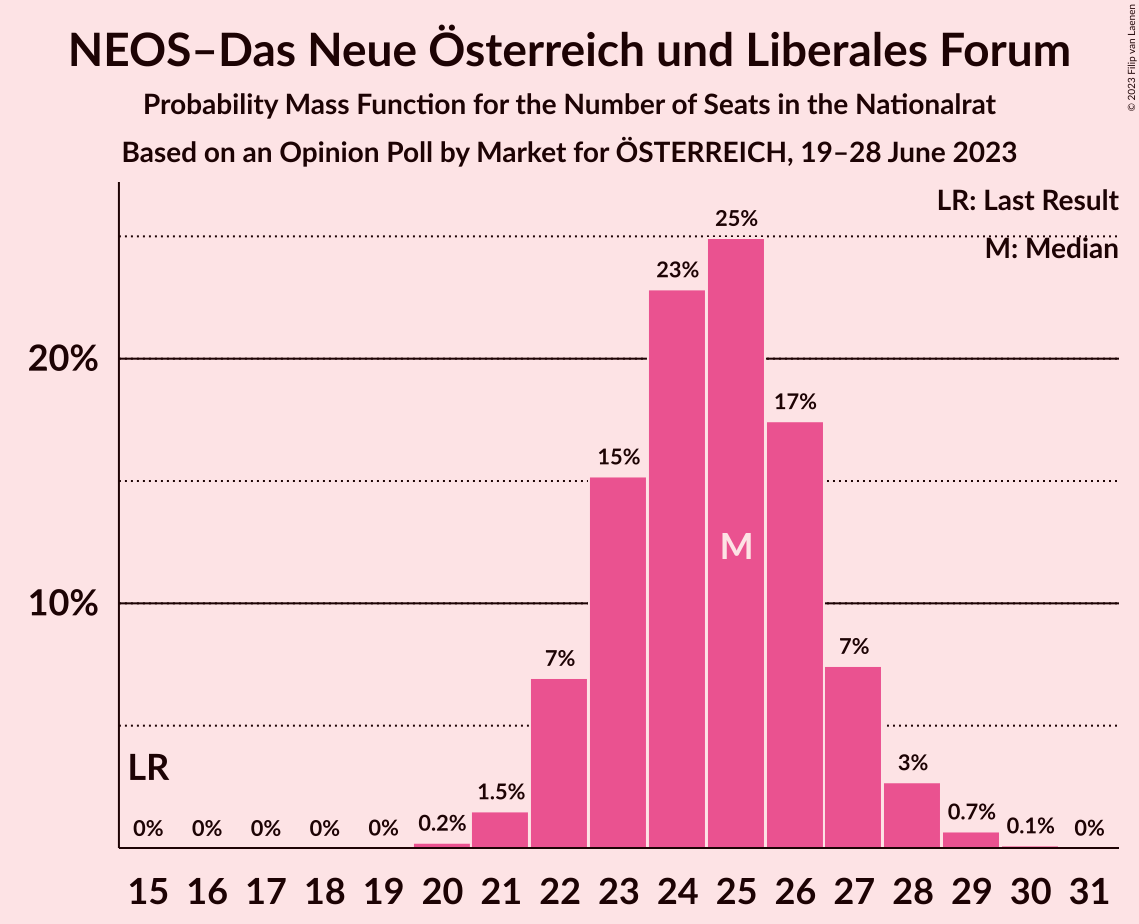 NEOS–Das Neue Österreich und Liberales Forum
Probability Mass Function for the Number of Seats in the Nationalrat
Based on an Opinion Poll by Market for ÖSTERREICH, 19–28 June 2023
© 2023 Filip van Laenen
LR: Last Result
M: Median
20%
10%
LR
M
0% 0% 0% 0% 0% 0.2% 1.5% 7% 15% 23% 25% 17% 7% 3% 0.7% 0.1% 0%
15 16 17 18 19 20 21 22 23 24 25 26 27 28 29 30 31